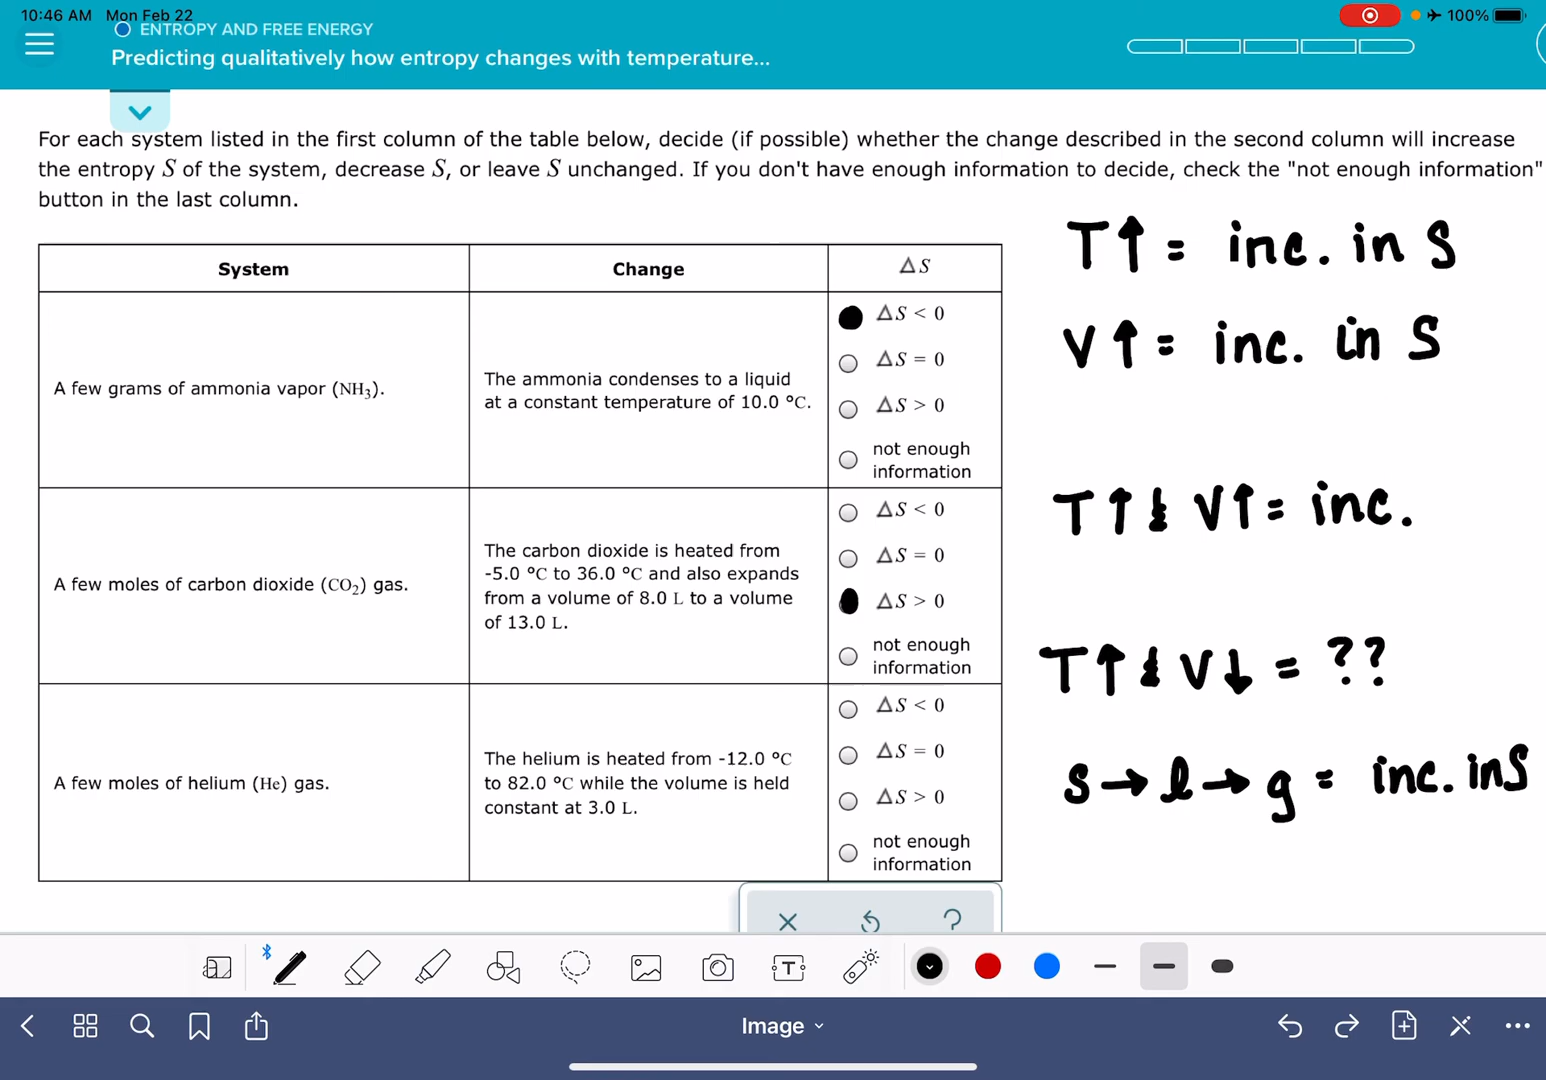 10:46 AM Mon Feb 22
100%
ENTROPY AND FREE ENERGY
Predicting qualitatively how entropy changes with temperature...
For each system listed in the first column of the table below, decide (if possible) whether the change described in the second column will increase
the entropy S of the system, decrease S, or leave S unchanged. If you don't have enough information to decide, check the "not enough information"
button in the last column.
System
Change
ΔS
A few grams of ammonia vapor (NH₃).
The ammonia condenses to a liquid
at a constant temperature of 10.0 °C.
ΔS < 0
ΔS = 0
ΔS > 0
not enough
information
A few moles of carbon dioxide (CO₂) gas.
The carbon dioxide is heated from
-5.0 °C to 36.0 °C and also expands
from a volume of 8.0 L to a volume
of 13.0 L.
ΔS < 0
ΔS = 0
ΔS > 0
not enough
information
A few moles of helium (He) gas.
The helium is heated from -12.0 °C
to 82.0 °C while the volume is held
constant at 3.0 L.
ΔS < 0
ΔS = 0
ΔS > 0
not enough
information
T↑ = inc. in S
V↑ = inc. in S
T↑ & V↑ = inc.
T↑ & V↓ = ??
s → l → g = inc. in S
Image